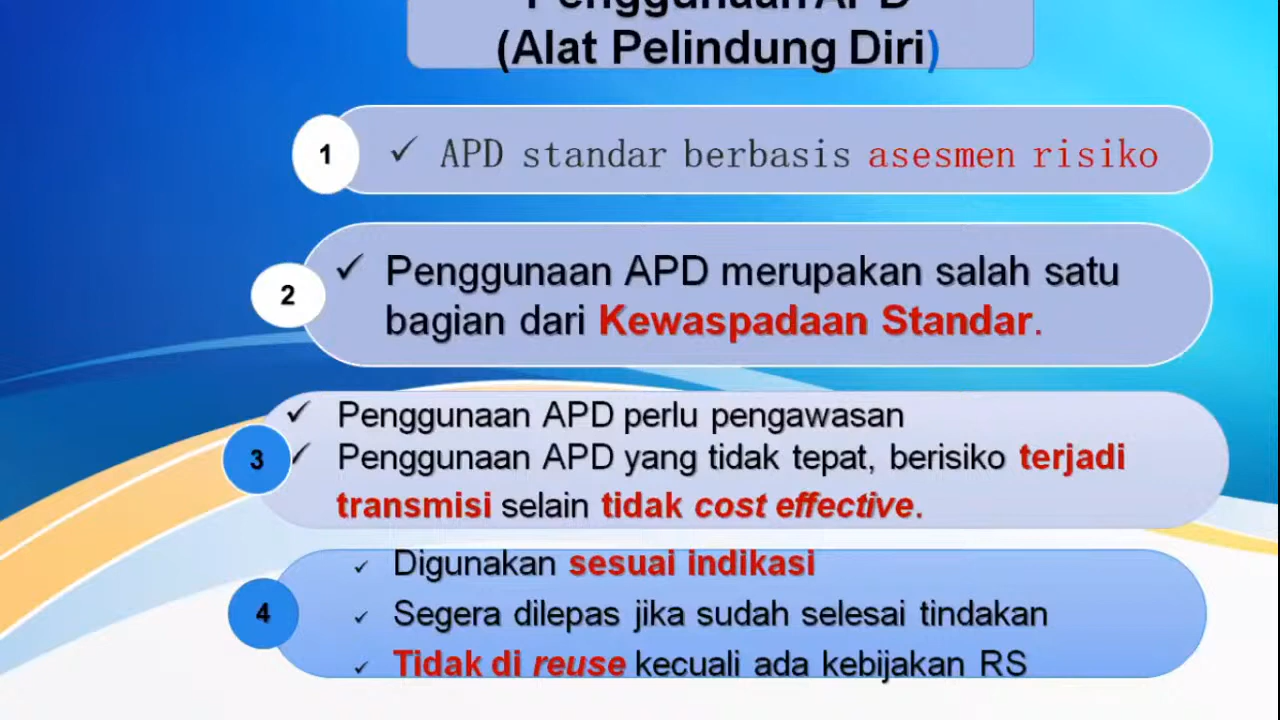 Penggunaan APD
(Alat Pelindung Diri)
1
✓ APD standar berbasis asesmen risiko
2
✓ Penggunaan APD merupakan salah satu
bagian dari Kewaspadaan Standar.
3
✓ Penggunaan APD perlu pengawasan
✓ Penggunaan APD yang tidak tepat, berisiko terjadi
transmisi selain tidak cost effective.
4
✓ Digunakan sesuai indikasi
✓ Segera dilepas jika sudah selesai tindakan
✓ Tidak di reuse kecuali ada kebijakan RS